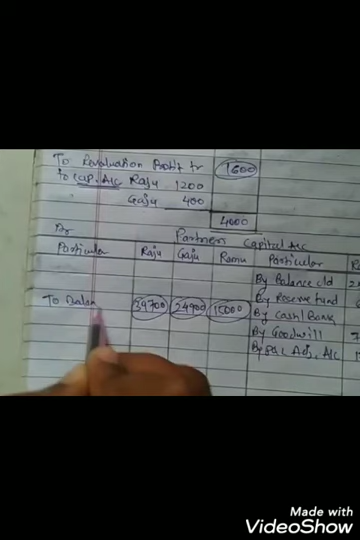 To Revaluation Profit tr 1600
to Cap. A/C Raju 1200
" Gaju 400
4000
Dr Partners Capital A/c
Particular Raju Gaju Ramu Particular
By Balance c/d
To Balan 39700 24900 15000 By Reserve fund
By Cash/Bank
By Goodwill 7
Adj. A/C
Made with
VideoShow